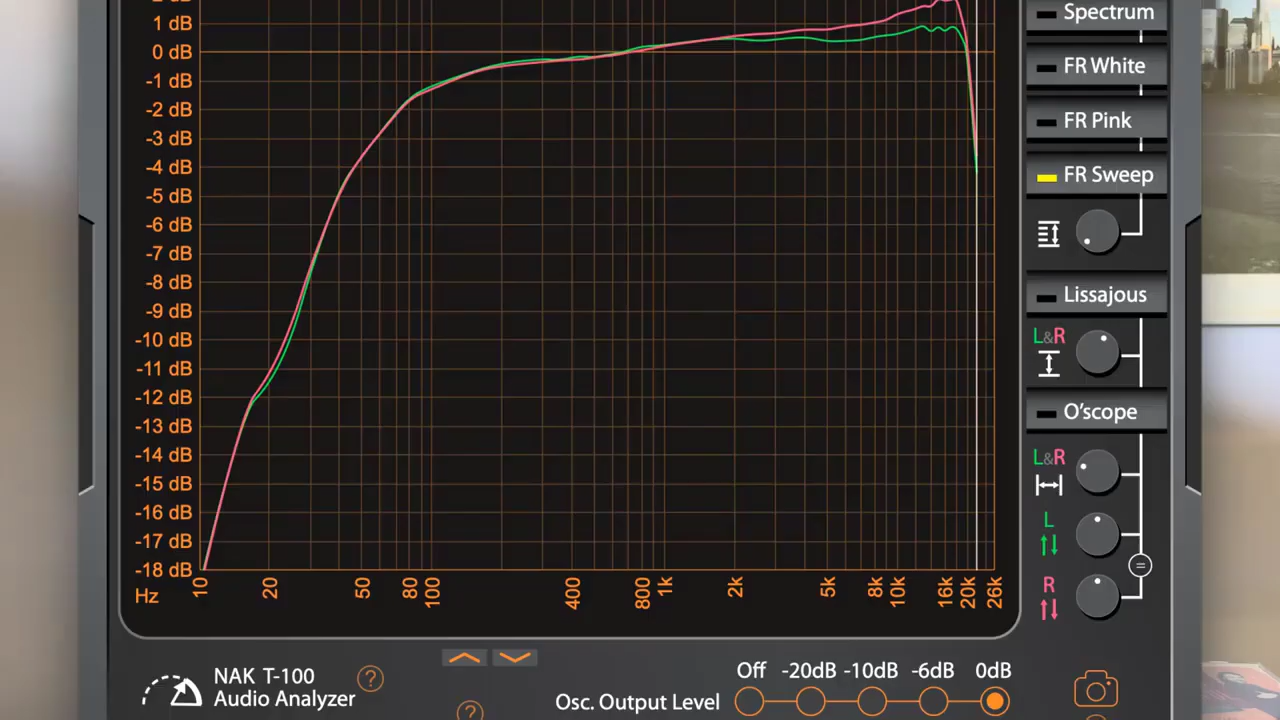 1 dB
0 dB
-1 dB
-2 dB
-3 dB
-4 dB
-5 dB
-6 dB
-7 dB
-8 dB
-9 dB
-10 dB
-11 dB
-12 dB
-13 dB
-14 dB
-15 dB
-16 dB
-17 dB
-18 dB
Hz 10 20 50 80 100 400 800 1k 2k 5k 8k 10k 16k 20k 26k
Spectrum
FR White
FR Pink
FR Sweep
Lissajous
L&R
O'scope
L&R
L
R
=
NAK T-100
Audio Analyzer
?
?
Off -20dB -10dB -6dB 0dB
Osc. Output Level